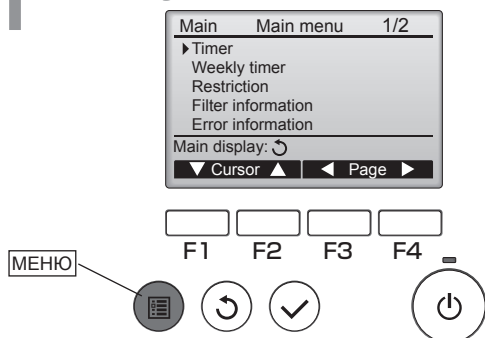 Main Main menu 1/2
Timer
Weekly timer
Restriction
Filter information
Error information
Main display:
Cursor Page
F1 F2 F3 F4
МЕНЮ